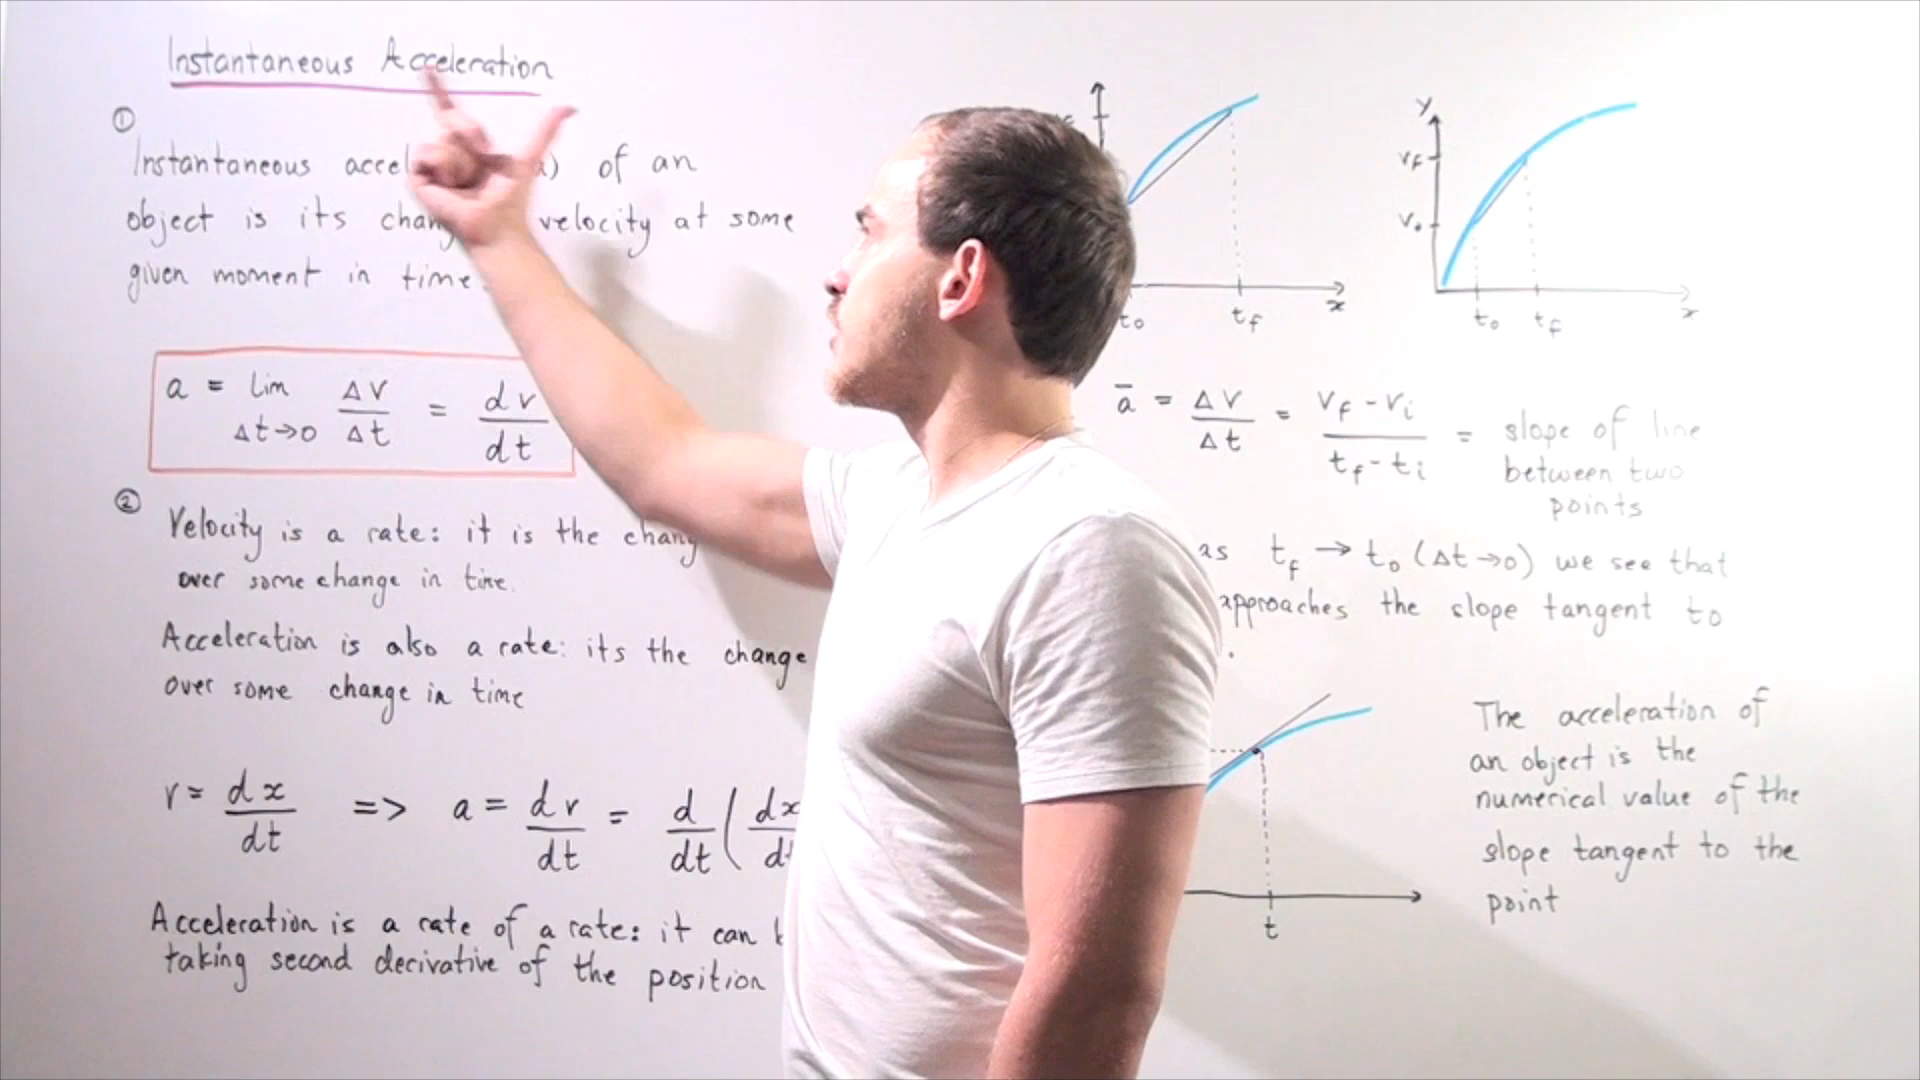 Instantaneous Acceleration
①
Instantaneous a) of an
object is its velocity at some
given moment in time.
a = lim Δv/Δt = dv/dt
Δt→0
②
Velocity is a rate: it is the
over some change in time.
Acceleration is also a rate: its the change
over some change in time
v = dx/dt => a = dv/dt = d/dt (dx
Acceleration is a rate of a rate: it can
taking second derivative of the position
t₀ t_f x
y
v_f
v₀
t₀ t_f x
ā = Δv/Δt = v_f - v_i / t_f - t_i = slope of line
between two
points
as t_f → t₀ (Δt→0) we see that
approaches the slope tangent to
.
t
The acceleration of
an object is the
numerical value of the
slope tangent to the
point